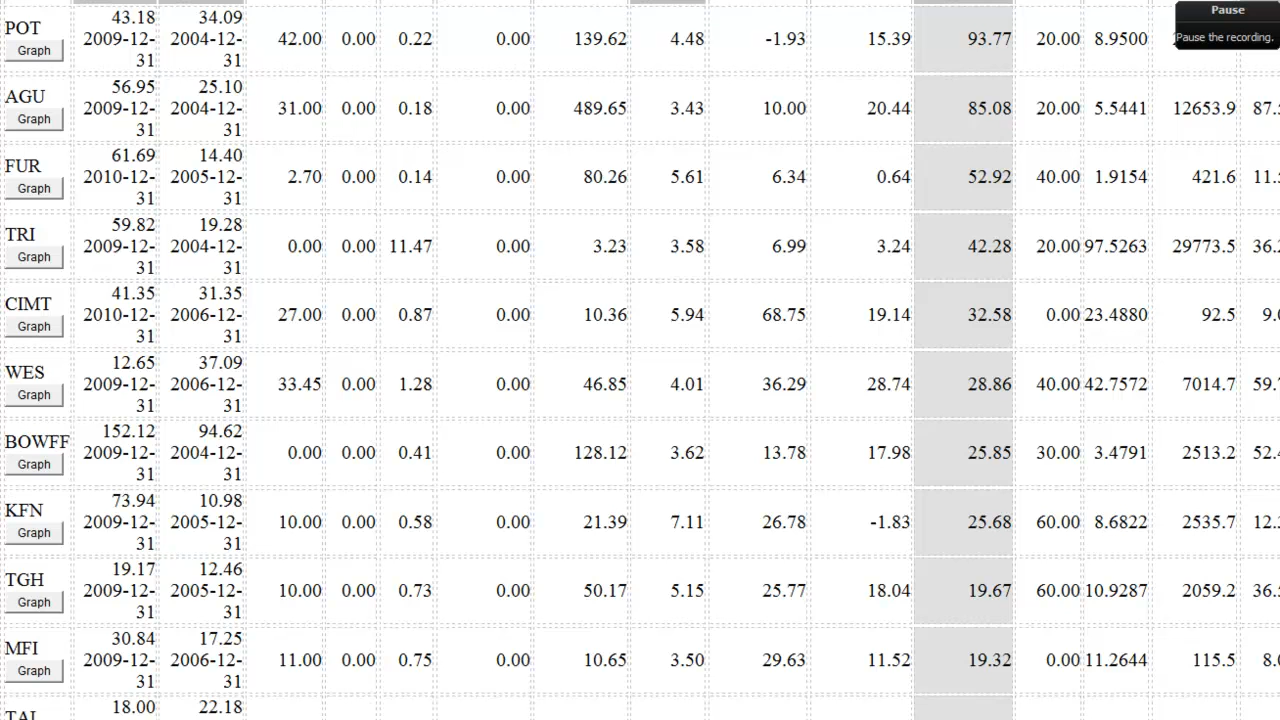 43.18 34.09
POT 2009-12- 2004-12- 42.00 0.00 0.22 0.00 139.62 4.48 -1.93 15.39 93.77 20.00 8.9500
Graph 31 31
56.95 25.10
AGU 2009-12- 2004-12- 31.00 0.00 0.18 0.00 489.65 3.43 10.00 20.44 85.08 20.00 5.5441 12653.9
Graph 31 31
61.69 14.40
FUR 2010-12- 2005-12- 2.70 0.00 0.14 0.00 80.26 5.61 6.34 0.64 52.92 40.00 1.9154 421.6
Graph 31 31
59.82 19.28
TRI 2009-12- 2004-12- 0.00 0.00 11.47 0.00 3.23 3.58 6.99 3.24 42.28 20.00 97.5263 29773.5
Graph 31 31
41.35 31.35
CIMT 2010-12- 2006-12- 27.00 0.00 0.87 0.00 10.36 5.94 68.75 19.14 32.58 0.00 23.4880 92.5
Graph 31 31
12.65 37.09
WES 2009-12- 2006-12- 33.45 0.00 1.28 0.00 46.85 4.01 36.29 28.74 28.86 40.00 42.7572 7014.7
Graph 31 31
152.12 94.62
BOWFF 2009-12- 2004-12- 0.00 0.00 0.41 0.00 128.12 3.62 13.78 17.98 25.85 30.00 3.4791 2513.2
Graph 31 31
73.94 10.98
KFN 2009-12- 2005-12- 10.00 0.00 0.58 0.00 21.39 7.11 26.78 -1.83 25.68 60.00 8.6822 2535.7
Graph 31 31
19.17 12.46
TGH 2009-12- 2005-12- 10.00 0.00 0.73 0.00 50.17 5.15 25.77 18.04 19.67 60.00 10.9287 2059.2
Graph 31 31
30.84 17.25
MFI 2009-12- 2006-12- 11.00 0.00 0.75 0.00 10.65 3.50 29.63 11.52 19.32 0.00 11.2644 115.5
Graph 31 31
18.00 22.18
Pause
Pause the recording.